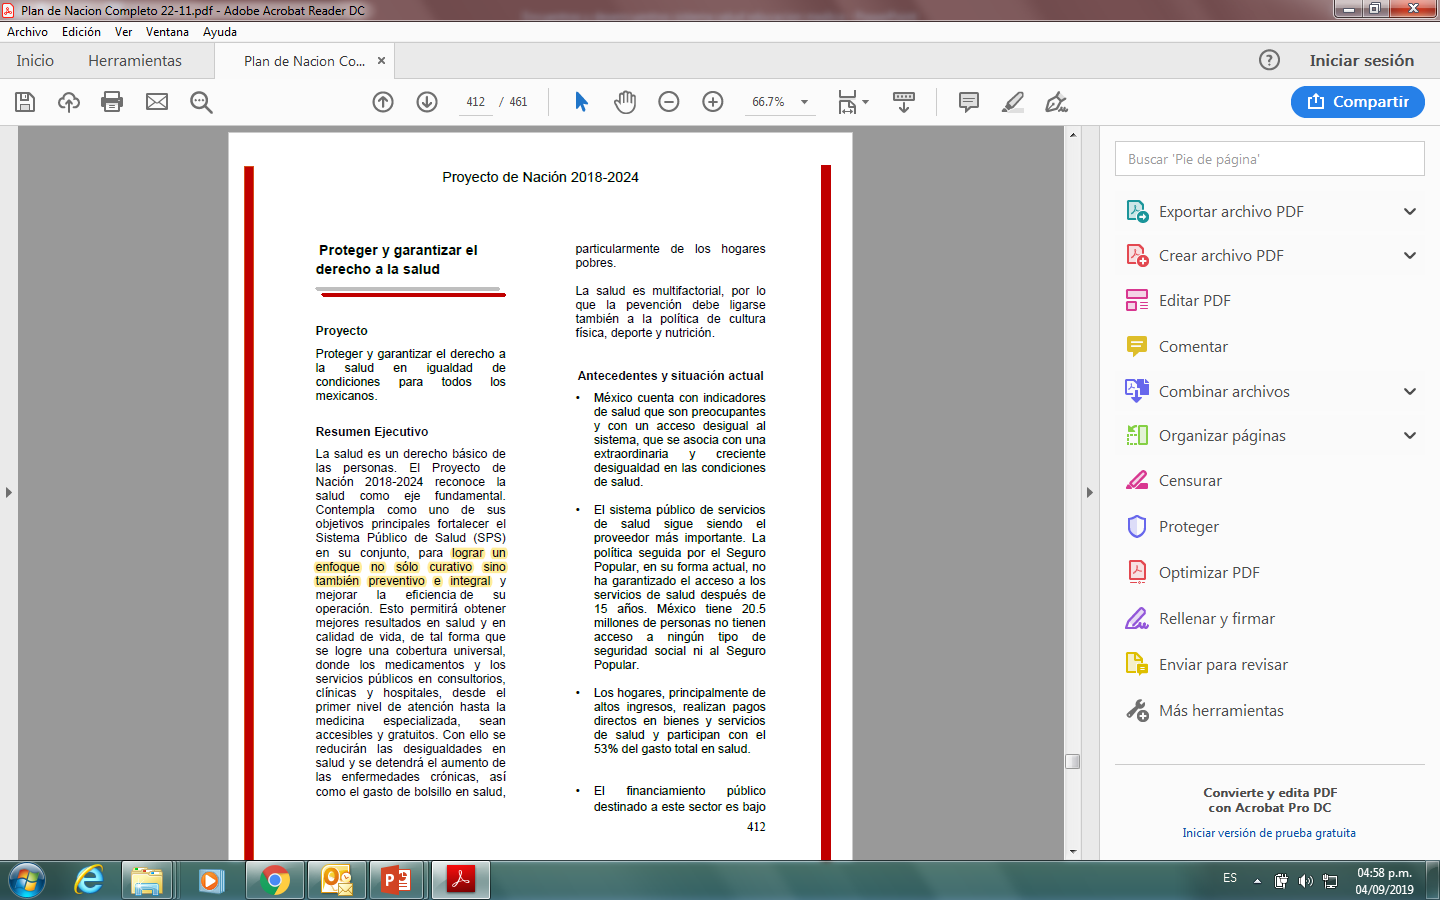 Plan de Nacion Completo 22-11.pdf - Adobe Acrobat Reader DC
Archivo Edición Ver Ventana Ayuda
Inicio Herramientas Plan de Nacion Co... × Iniciar sesión
412 / 461 66.7% Compartir
Proyecto de Nación 2018-2024
Proteger y garantizar el
derecho a la salud
Proyecto
Proteger y garantizar el derecho a
la salud en igualdad de
condiciones para todos los
mexicanos.
Resumen Ejecutivo
La salud es un derecho básico de
las personas. El Proyecto de
Nación 2018-2024 reconoce la
salud como eje fundamental.
Contempla como uno de sus
objetivos principales fortalecer el
Sistema Público de Salud (SPS)
en su conjunto, para lograr un
enfoque no sólo curativo sino
también preventivo e integral y
mejorar la eficiencia de su
operación. Esto permitirá obtener
mejores resultados en salud y en
calidad de vida, de tal forma que
se logre una cobertura universal,
donde los medicamentos y los
servicios públicos en consultorios,
clínicas y hospitales, desde el
primer nivel de atención hasta la
medicina especializada, sean
accesibles y gratuitos. Con ello se
reducirán las desigualdades en
salud y se detendrá el aumento de
las enfermedades crónicas, así
como el gasto de bolsillo en salud,
particularmente de los hogares
pobres.
La salud es multifactorial, por lo
que la pevención debe ligarse
también a la política de cultura
física, deporte y nutrición.
Antecedentes y situación actual
• México cuenta con indicadores
de salud que son preocupantes
y con un acceso desigual al
sistema, que se asocia con una
extraordinaria y creciente
desigualdad en las condiciones
de salud.
• El sistema público de servicios
de salud sigue siendo el
proveedor más importante. La
política seguida por el Seguro
Popular, en su forma actual, no
ha garantizado el acceso a los
servicios de salud después de
15 años. México tiene 20.5
millones de personas no tienen
acceso a ningún tipo de
seguridad social ni al Seguro
Popular.
• Los hogares, principalmente de
altos ingresos, realizan pagos
directos en bienes y servicios
de salud y participan con el
53% del gasto total en salud.
• El financiamiento público
destinado a este sector es bajo
412
Buscar 'Pie de página'
Exportar archivo PDF
Crear archivo PDF
Editar PDF
Comentar
Combinar archivos
Organizar páginas
Censurar
Proteger
Optimizar PDF
Rellenar y firmar
Enviar para revisar
Más herramientas
Convierte y edita PDF
con Acrobat Pro DC
Iniciar versión de prueba gratuita
ES
04:58 p.m.
04/09/2019